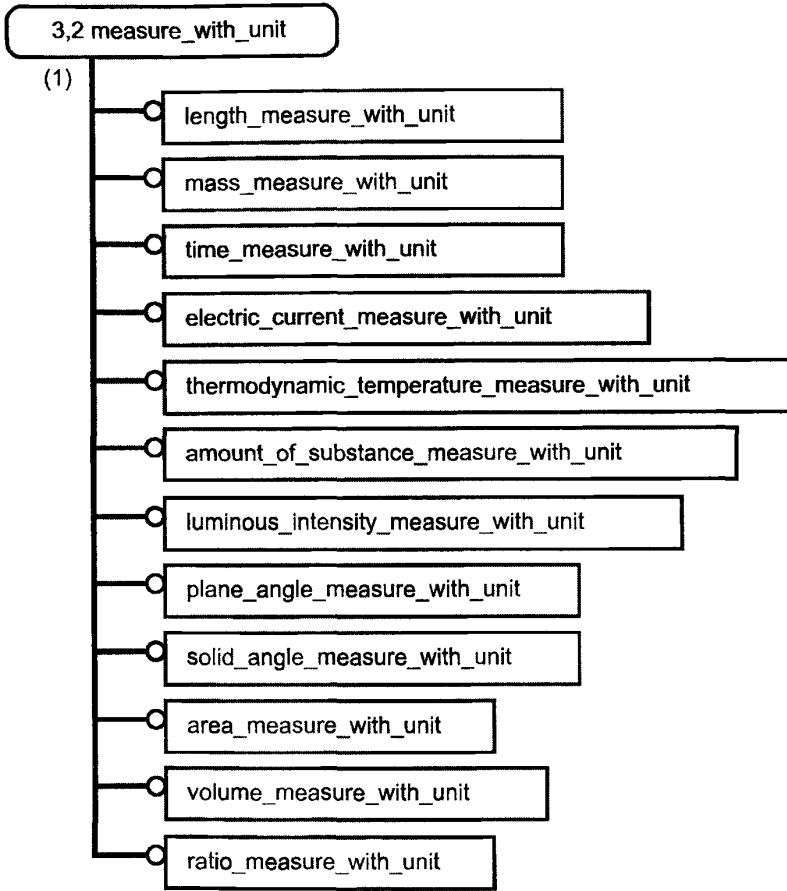 3,2 measure_with_unit
(1)
length_measure_with_unit
mass_measure_with_unit
time_measure_with_unit
electric_current_measure_with_unit
thermodynamic_temperature_measure_with_unit
amount_of_substance_measure_with_unit
luminous_intensity_measure_with_unit
plane_angle_measure_with_unit
solid_angle_measure_with_unit
area_measure_with_unit
volume_measure_with_unit
ratio_measure_with_unit